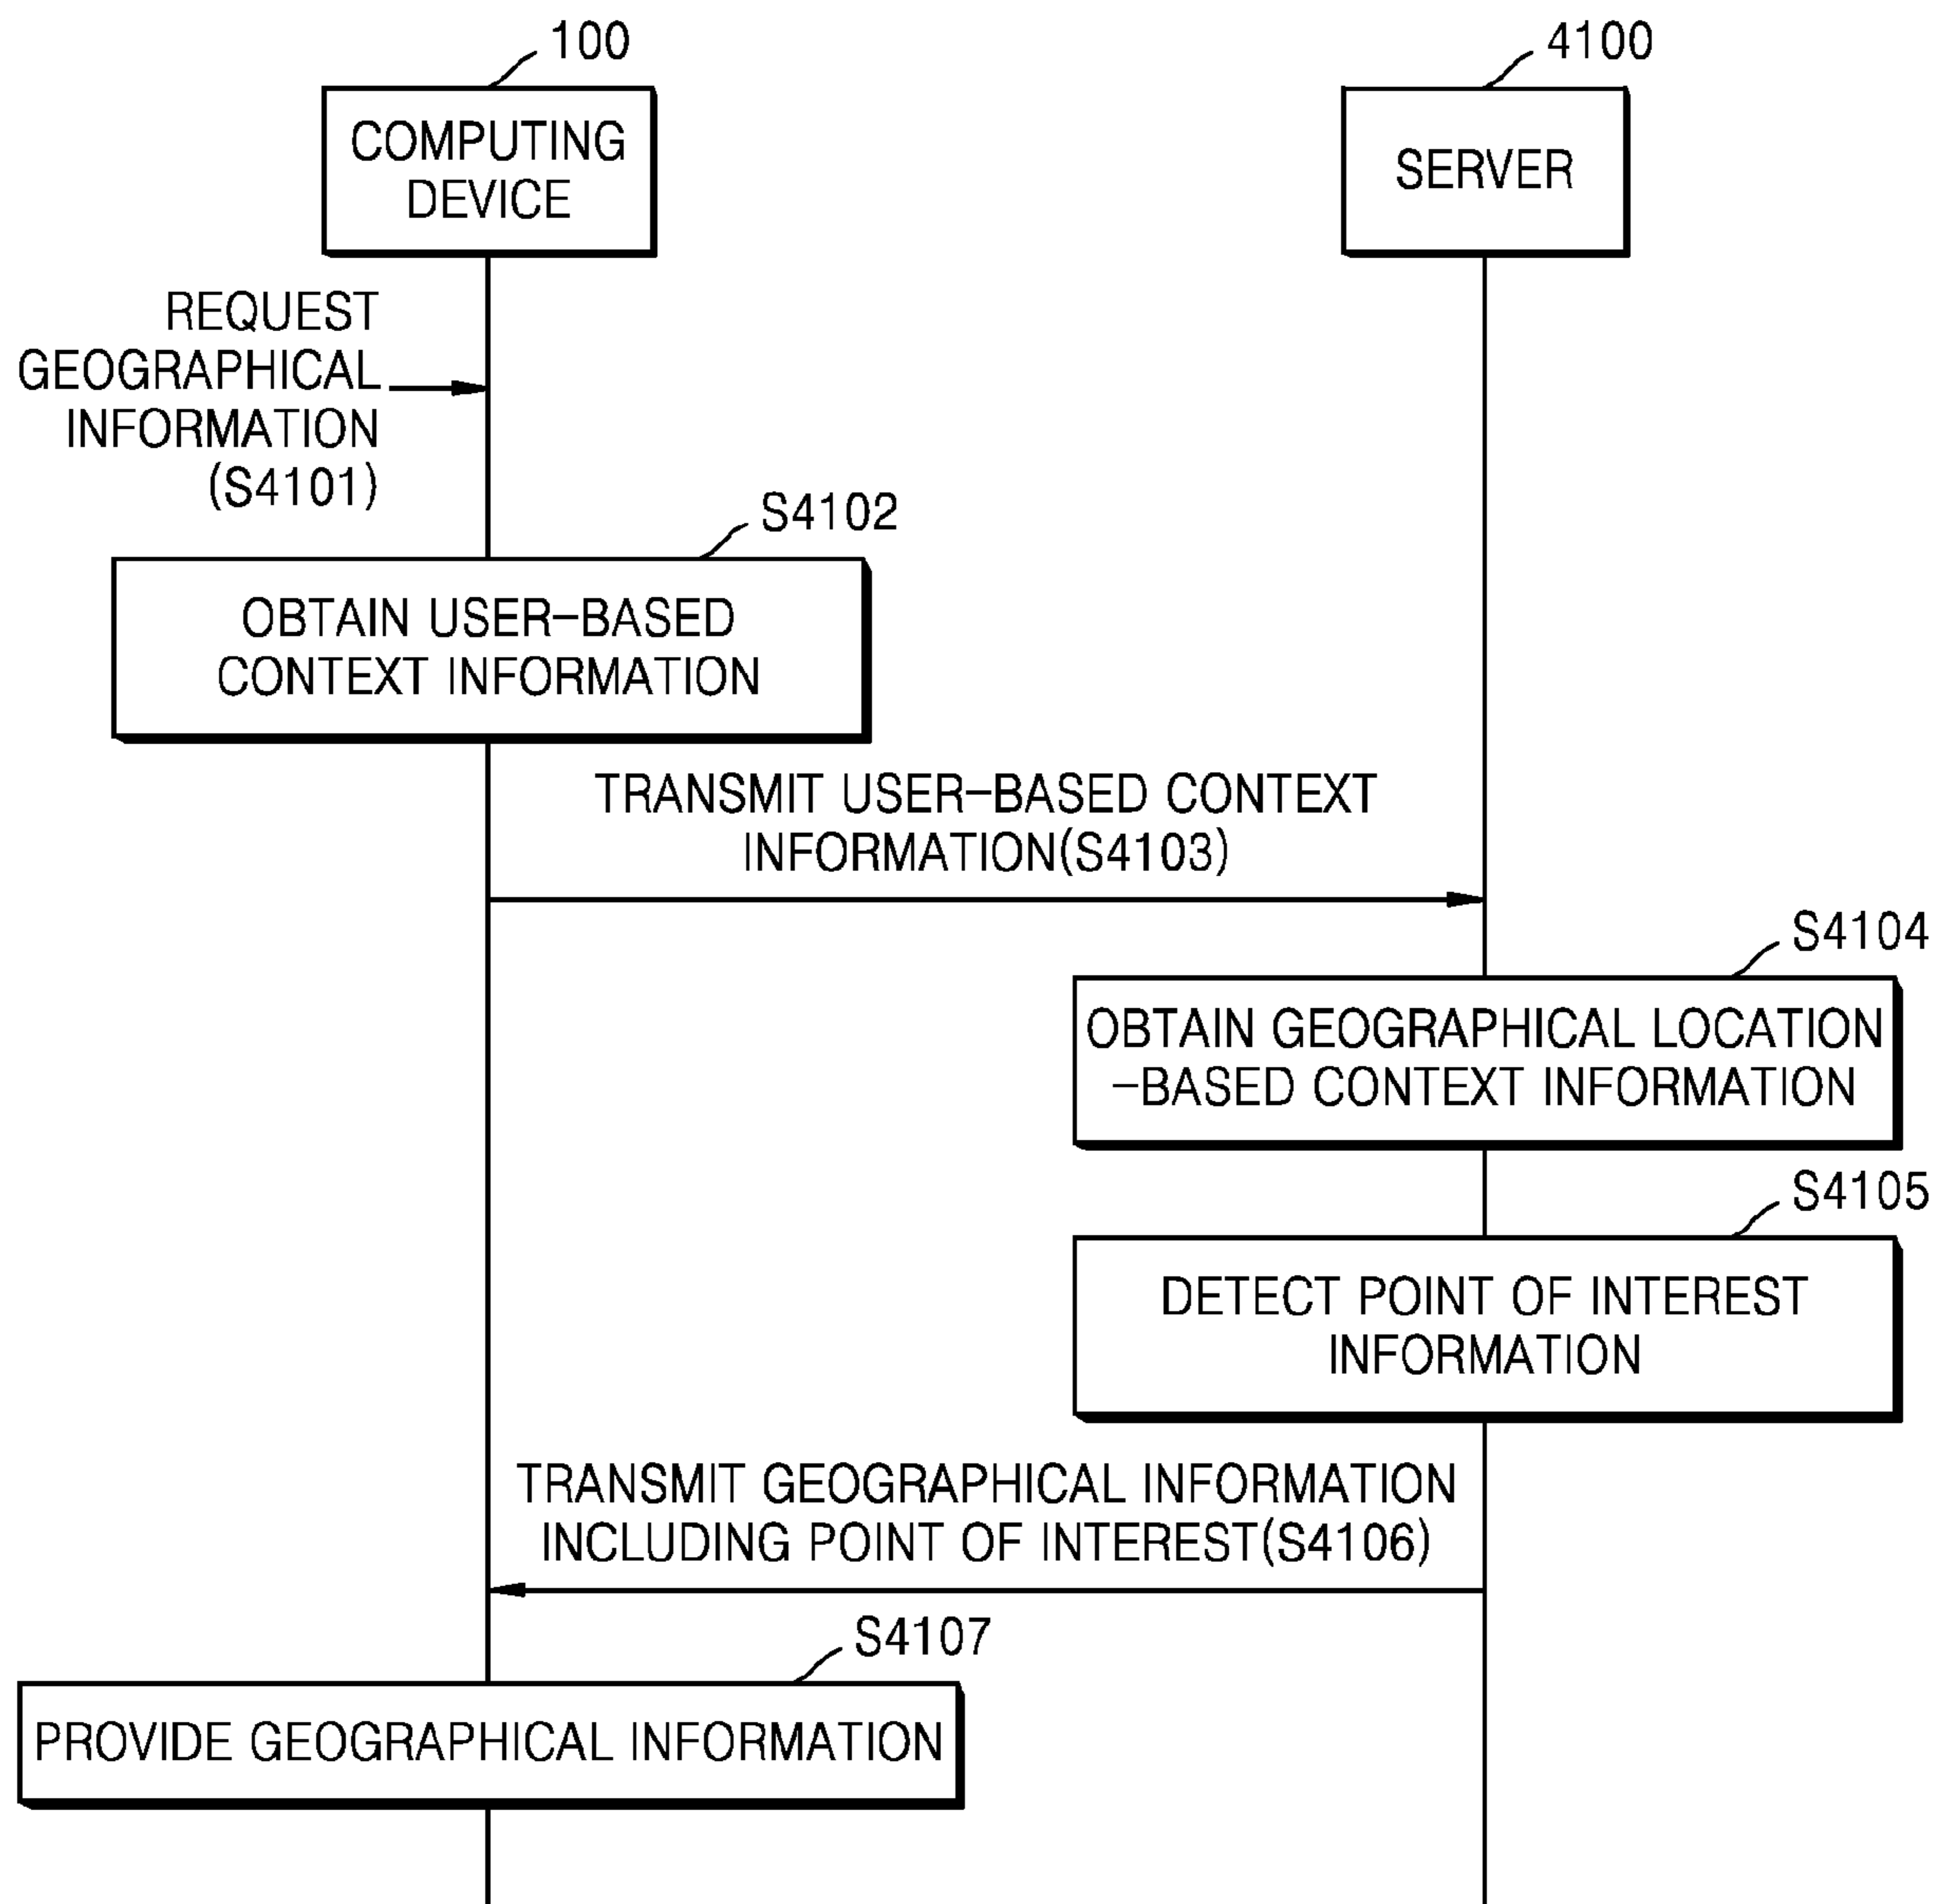 100
4100
COMPUTING
DEVICE
SERVER
REQUEST
GEOGRAPHICAL
INFORMATION
(S4101)
S4102
OBTAIN USER-BASED
CONTEXT INFORMATION
TRANSMIT USER-BASED CONTEXT
INFORMATION(S4103)
S4104
OBTAIN GEOGRAPHICAL LOCATION
-BASED CONTEXT INFORMATION
S4105
DETECT POINT OF INTEREST
INFORMATION
TRANSMIT GEOGRAPHICAL INFORMATION
INCLUDING POINT OF INTEREST(S4106)
S4107
PROVIDE GEOGRAPHICAL INFORMATION